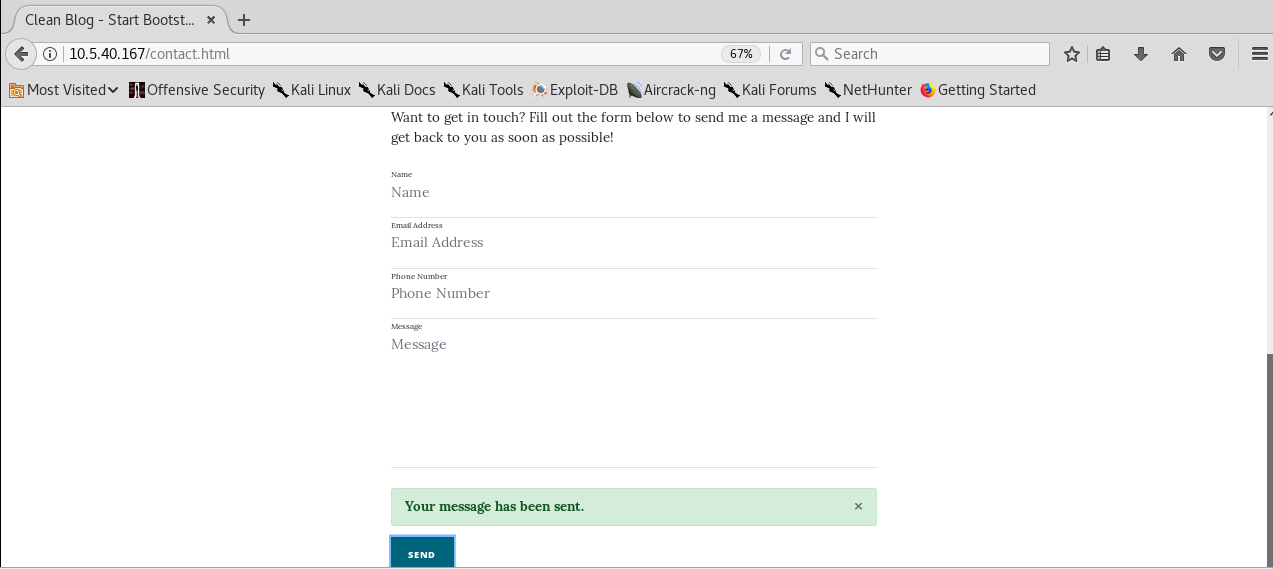 Clean Blog - Start Bootst...
10.5.40.167/contact.html 67% Search
Most Visited Offensive Security Kali Linux Kali Docs Kali Tools Exploit-DB Aircrack-ng Kali Forums NetHunter Getting Started
Want to get in touch? Fill out the form below to send me a message and I will
get back to you as soon as possible!
Name
Name
Email Address
Email Address
Phone Number
Phone Number
Message
Message
Your message has been sent. ×
SEND